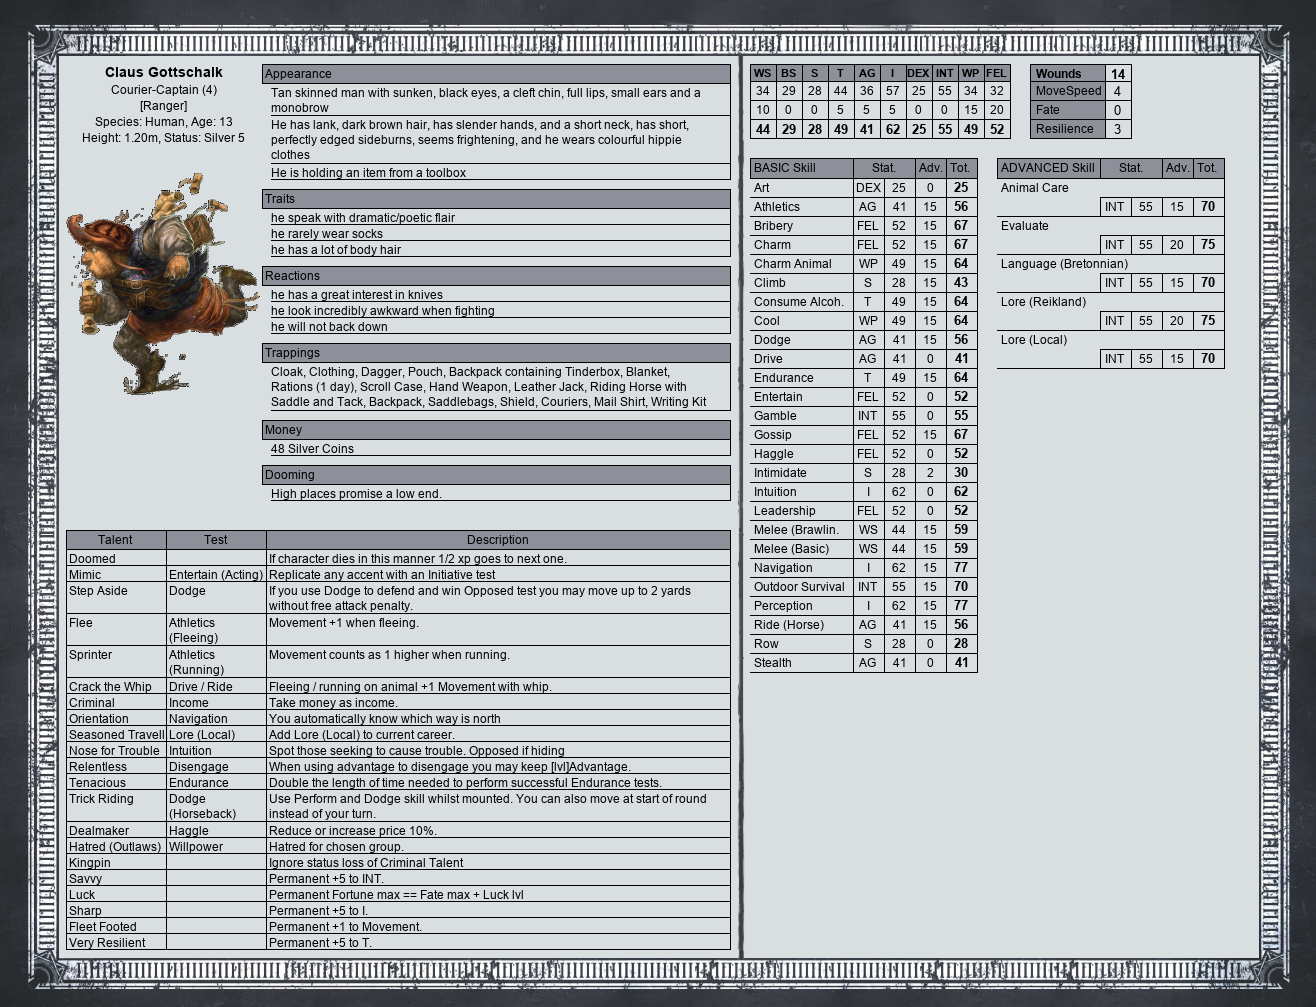 Claus Gottschalk
Courier-Captain (4)
[Ranger]
Species: Human, Age: 13
Height: 1.20m, Status: Silver 5
Appearance
Tan skinned man with sunken, black eyes, a cleft chin, full lips, small ears and a
monobrow
He has lank, dark brown hair, has slender hands, and a short neck, has short,
perfectly edged sideburns, seems frightening, and he wears colourful hippie
clothes
He is holding an item from a toolbox
Traits
he speak with dramatic/poetic flair
he rarely wear socks
he has a lot of body hair
Reactions
he has a great interest in knives
he look incredibly awkward when fighting
he will not back down
Trappings
Cloak, Clothing, Dagger, Pouch, Backpack containing Tinderbox, Blanket,
Rations (1 day), Scroll Case, Hand Weapon, Leather Jack, Riding Horse with
Saddle and Tack, Backpack, Saddlebags, Shield, Couriers, Mail Shirt, Writing Kit
Money
48 Silver Coins
Dooming
High places promise a low end.
Talent Test Description
Doomed If character dies in this manner 1/2 xp goes to next one.
Mimic Entertain (Acting) Replicate any accent with an Initiative test
Step Aside Dodge If you use Dodge to defend and win Opposed test you may move up to 2 yards
without free attack penalty.
Flee Athletics Movement +1 when fleeing.
(Fleeing)
Sprinter Athletics Movement counts as 1 higher when running.
(Running)
Crack the Whip Drive / Ride Fleeing / running on animal +1 Movement with whip.
Criminal Income Take money as income.
Orientation Navigation You automatically know which way is north
Seasoned Travell Lore (Local) Add Lore (Local) to current career.
Nose for Trouble Intuition Spot those seeking to cause trouble. Opposed if hiding
Relentless Disengage When using advantage to disengage you may keep [lvl]Advantage.
Tenacious Endurance Double the length of time needed to perform successful Endurance tests.
Trick Riding Dodge Use Perform and Dodge skill whilst mounted. You can also move at start of round
(Horseback) instead of your turn.
Dealmaker Haggle Reduce or increase price 10%.
Hatred (Outlaws) Willpower Hatred for chosen group.
Kingpin Ignore status loss of Criminal Talent
Savvy Permanent +5 to INT.
Luck Permanent Fortune max == Fate max + Luck lvl
Sharp Permanent +5 to I.
Fleet Footed Permanent +1 to Movement.
Very Resilient Permanent +5 to T.
WS BS S T AG I DEX INT WP FEL
34 29 28 44 36 57 25 55 34 32
10 0 0 5 5 5 0 0 15 20
44 29 28 49 41 62 25 55 49 52
Wounds 14
MoveSpeed 4
Fate 0
Resilience 3
BASIC Skill Stat. Adv. Tot.
Art DEX 25 0 25
Athletics AG 41 15 56
Bribery FEL 52 15 67
Charm FEL 52 15 67
Charm Animal WP 49 15 64
Climb S 28 15 43
Consume Alcoh. T 49 15 64
Cool WP 49 15 64
Dodge AG 41 15 56
Drive AG 41 0 41
Endurance T 49 15 64
Entertain FEL 52 0 52
Gamble INT 55 0 55
Gossip FEL 52 15 67
Haggle FEL 52 0 52
Intimidate S 28 2 30
Intuition I 62 0 62
Leadership FEL 52 0 52
Melee (Brawlin. WS 44 15 59
Melee (Basic) WS 44 15 59
Navigation I 62 15 77
Outdoor Survival INT 55 15 70
Perception I 62 15 77
Ride (Horse) AG 41 15 56
Row S 28 0 28
Stealth AG 41 0 41
ADVANCED Skill Stat. Adv. Tot.
Animal Care
INT 55 15 70
Evaluate
INT 55 20 75
Language (Bretonnian)
INT 55 15 70
Lore (Reikland)
INT 55 20 75
Lore (Local)
INT 55 15 70